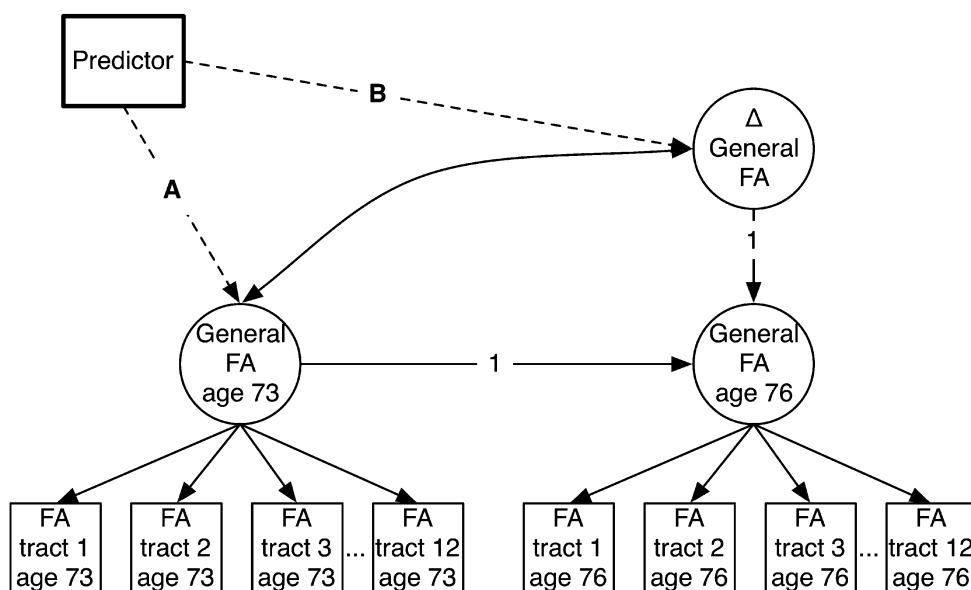 Predictor
B
Δ
General
FA
A
1
General
FA
age 73
1
General
FA
age 76
FA
tract 1
age 73
FA
tract 2
age 73
FA
tract 3
age 73
...
FA
tract 12
age 73
FA
tract 1
age 76
FA
tract 2
age 76
FA
tract 3
age 76
...
FA
tract 12
age 76